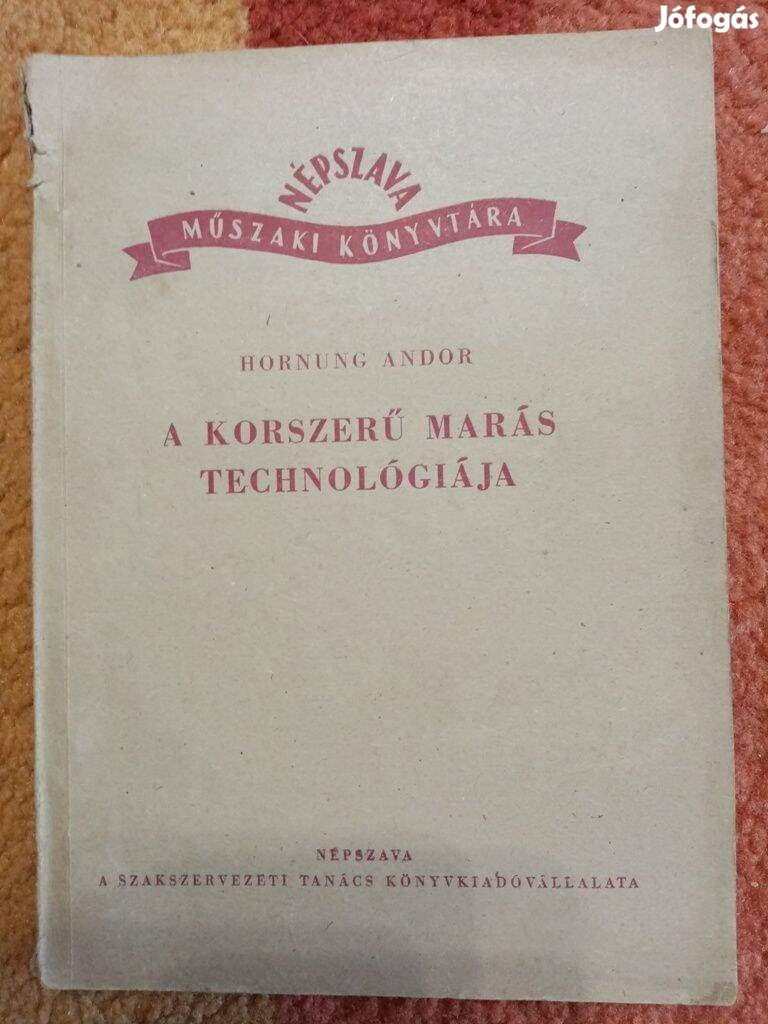 Jófogás
NÉPSZAVA
MŰSZAKI KÖNYVTÁRA
HORNUNG ANDOR
A KORSZERŰ MARÁS
TECHNOLÓGIÁJA
NÉPSZAVA
A SZAKSZERVEZETI TANÁCS KÖNYVKIADÓVÁLLALATA